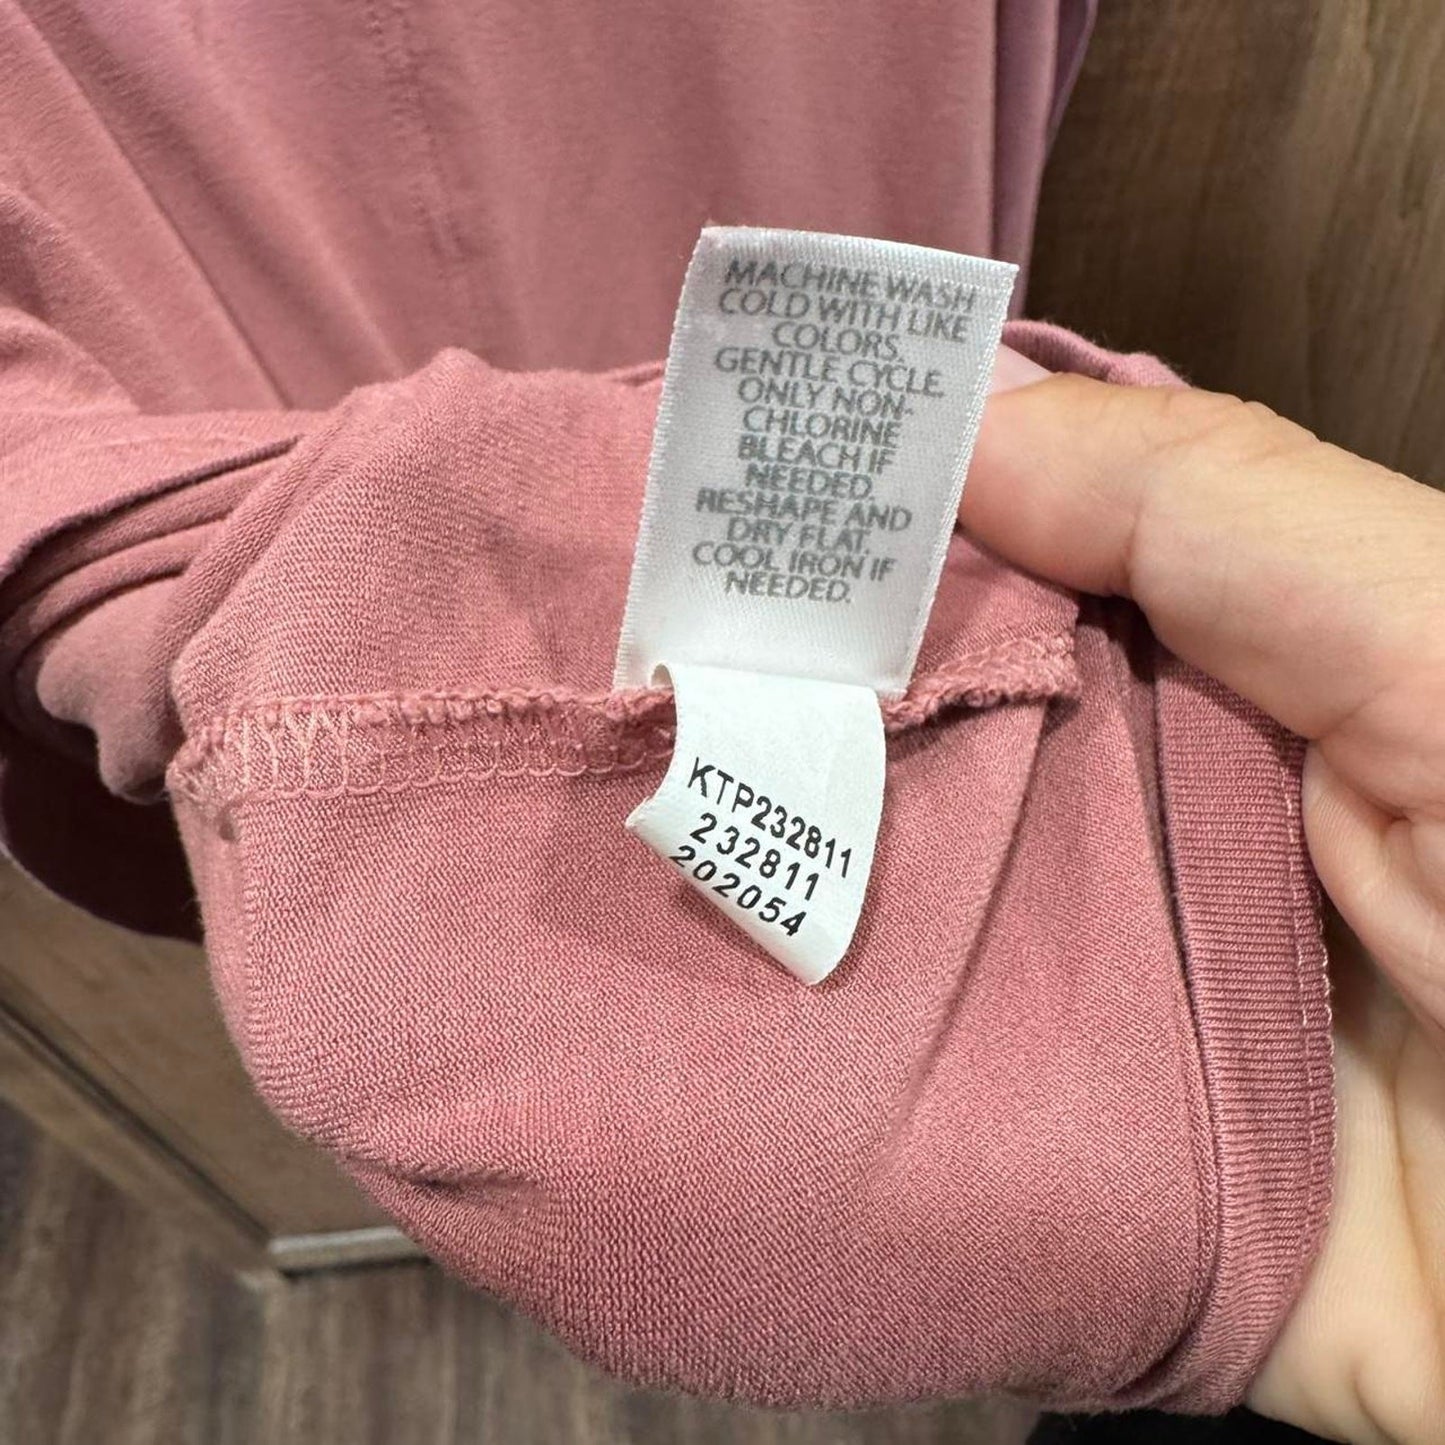 MACHINE WASH
COLD WITH LIKE
COLORS.
GENTLE CYCLE.
ONLY NON-
CHLORINE
BLEACH IF
NEEDED.
RESHAPE AND
DRY FLAT.
COOL IRON IF
NEEDED.
KTP232811
232811
202054